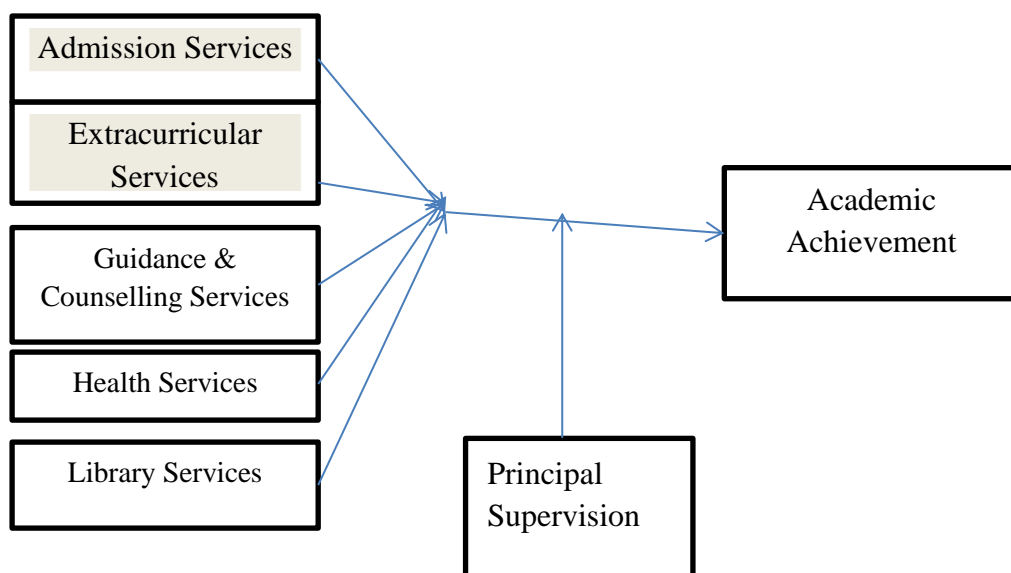 Admission Services
Extracurricular
Services
Guidance &
Counselling Services
Health Services
Library Services
Academic
Achievement
Principal
Supervision